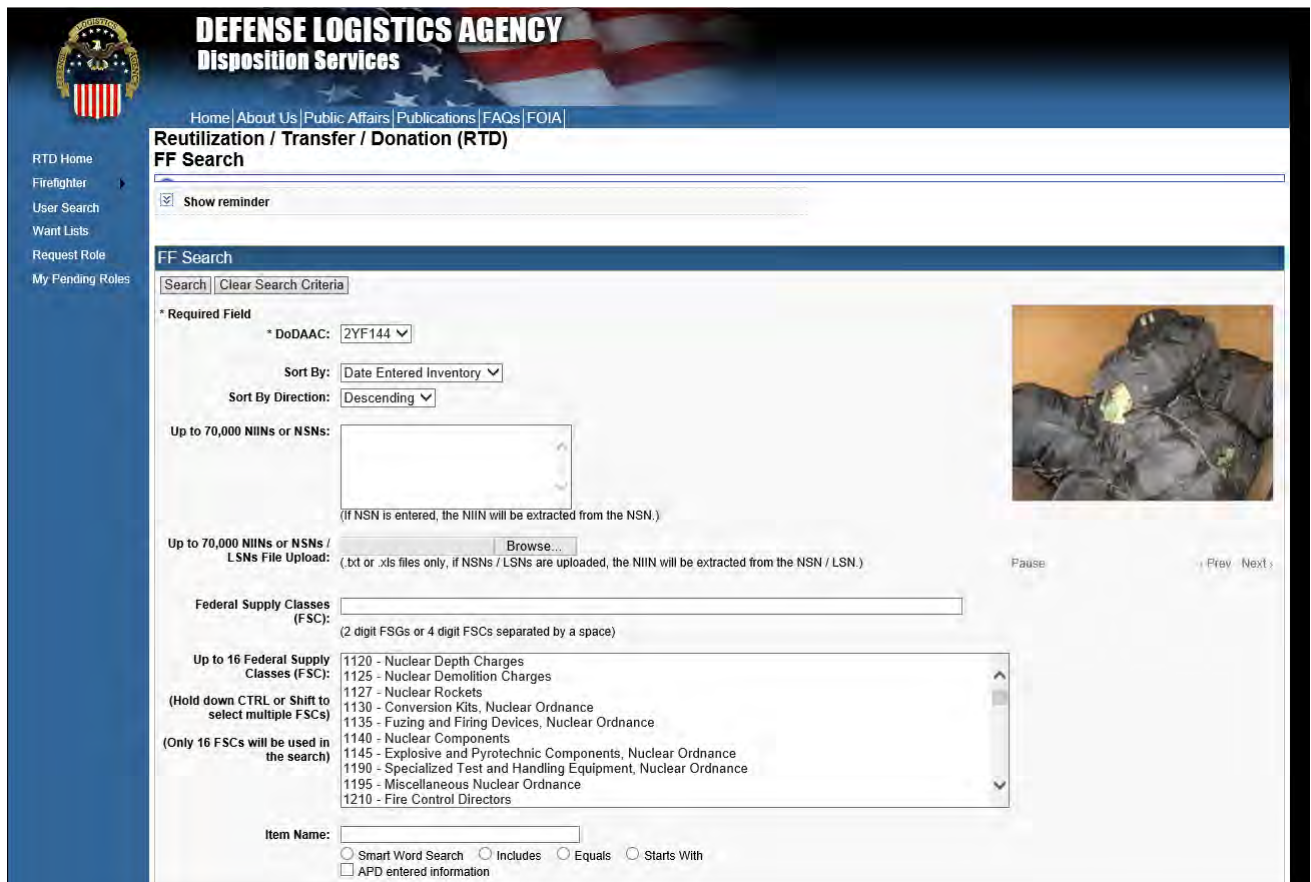 DEFENSE LOGISTICS AGENCY
Disposition Services
Home|About Us|Public Affairs|Publications|FAQs|FOIA|
Reutilization / Transfer / Donation (RTD)
FF Search
RTD Home
Firefighter
User Search
Want Lists
Request Role
My Pending Roles
Show reminder
FF Search
Search Clear Search Criteria
* Required Field
* DoDAAC: 2YF144
Sort By: Date Entered Inventory
Sort By Direction: Descending
Up to 70,000 NIINs or NSNs:
(If NSN is entered, the NIIN will be extracted from the NSN.)
Up to 70,000 NIINs or NSNs / LSNs File Upload:
Browse...
(.txt or .xls files only, if NSNs / LSNs are uploaded, the NIIN will be extracted from the NSN / LSN.)
Pause ‹ Prev Next ›
Federal Supply Classes
(FSC):
(2 digit FSGs or 4 digit FSCs separated by a space)
Up to 16 Federal Supply
Classes (FSC):
(Hold down CTRL or Shift to
select multiple FSCs)
(Only 16 FSCs will be used in
the search)
1120 - Nuclear Depth Charges
1125 - Nuclear Demolition Charges
1127 - Nuclear Rockets
1130 - Conversion Kits, Nuclear Ordnance
1135 - Fuzing and Firing Devices, Nuclear Ordnance
1140 - Nuclear Components
1145 - Explosive and Pyrotechnic Components, Nuclear Ordnance
1190 - Specialized Test and Handling Equipment, Nuclear Ordnance
1195 - Miscellaneous Nuclear Ordnance
1210 - Fire Control Directors
Item Name:
Smart Word Search Includes Equals Starts With
APD entered information